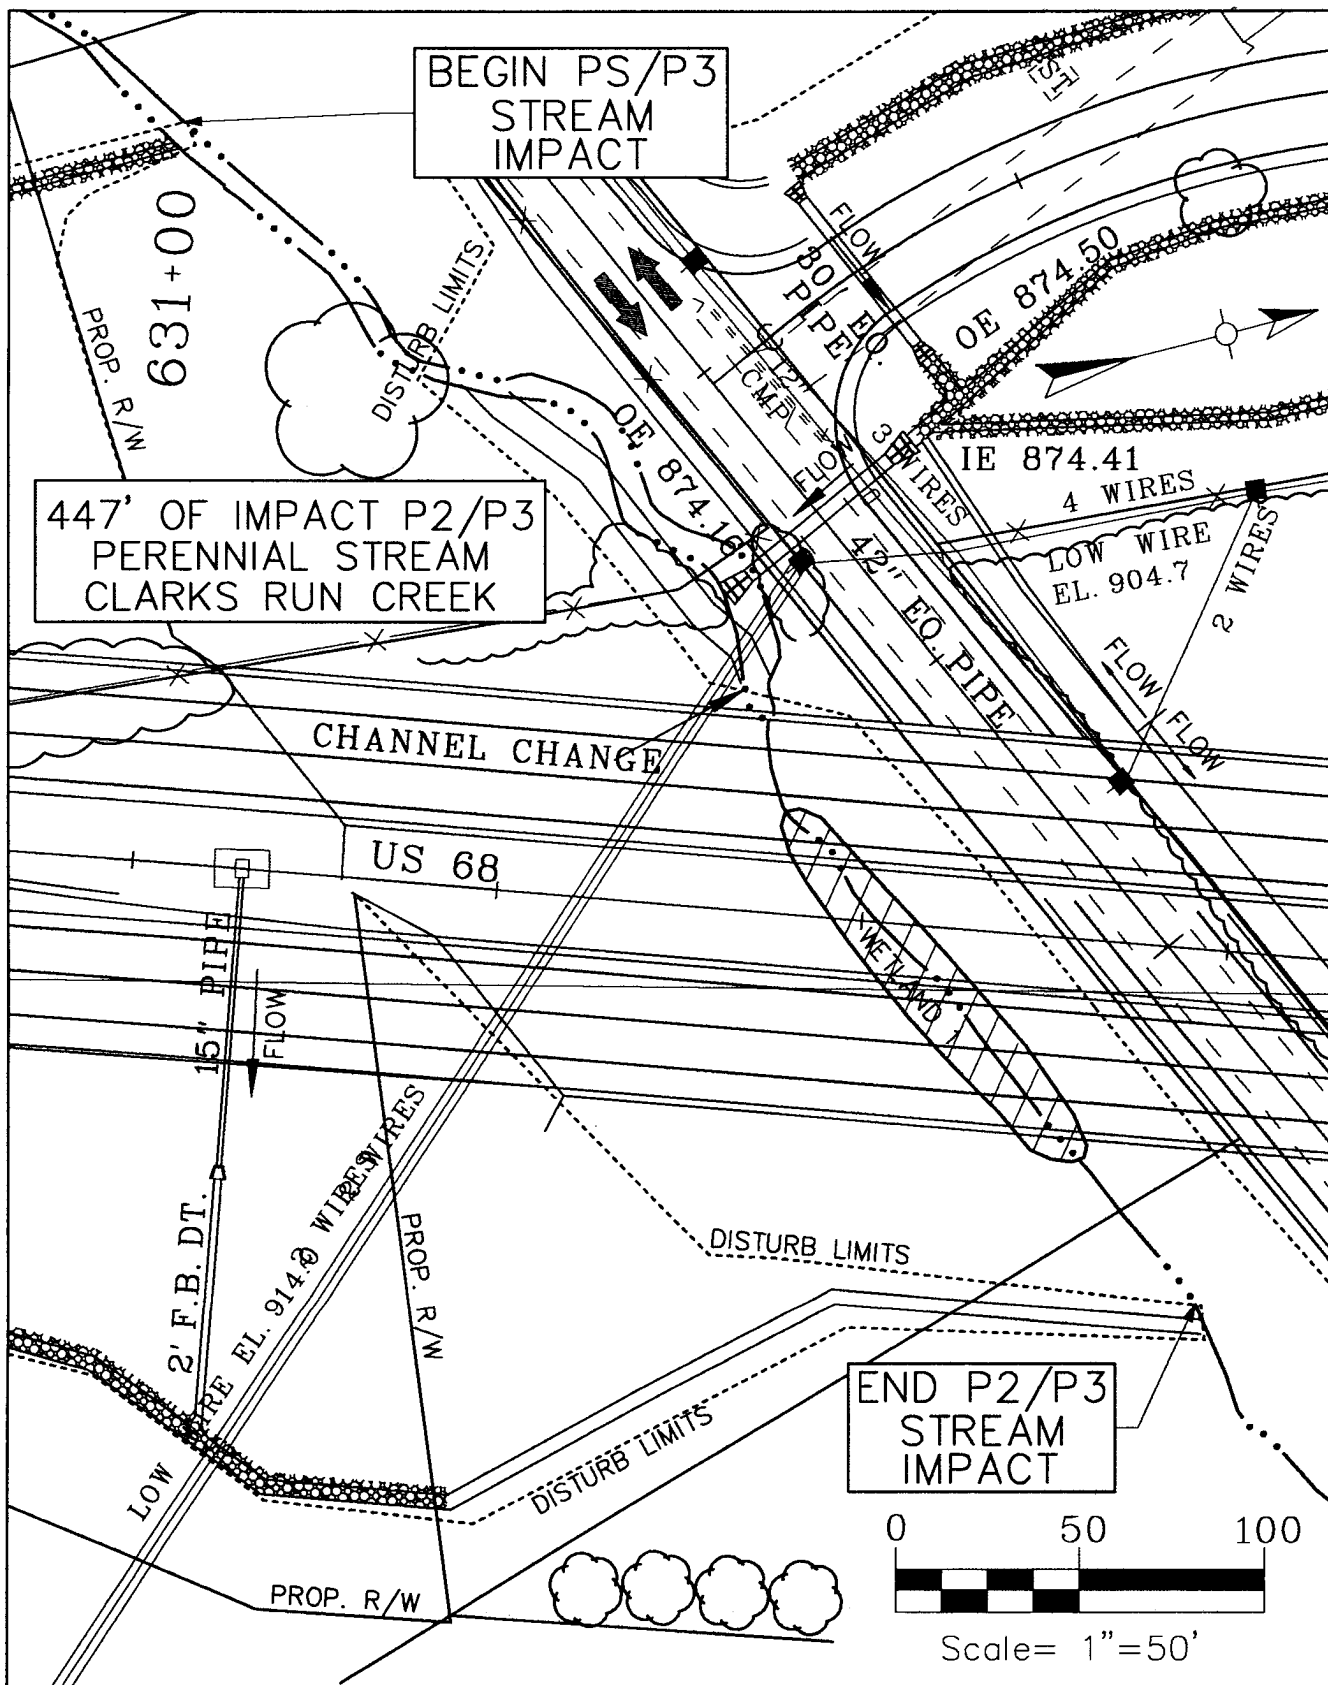 BEGIN PS/P3
STREAM
IMPACT
ST
631+00
PROP. R/W
DISTURB LIMITS
FLOW
30" EQ.
PIPE
OE 874.50
12"
CMP
OE 874.16
FLOW
3 WIRES
IE 874.41
4 WIRES
LOW WIRE
EL. 904.7
2 WIRES
447' OF IMPACT P2/P3
PERENNIAL STREAM
CLARKS RUN CREEK
42" EQ. PIPE
FLOW
FLOW
CHANNEL CHANGE
US 68
15" PIPE
FLOW
WETLAND
2' F.B. DT.
LOW WIRE EL. 914.0
2 WIRES
PROP. R/W
DISTURB LIMITS
DISTURB LIMITS
END P2/P3
STREAM
IMPACT
PROP. R/W
0 50 100
Scale= 1"=50'